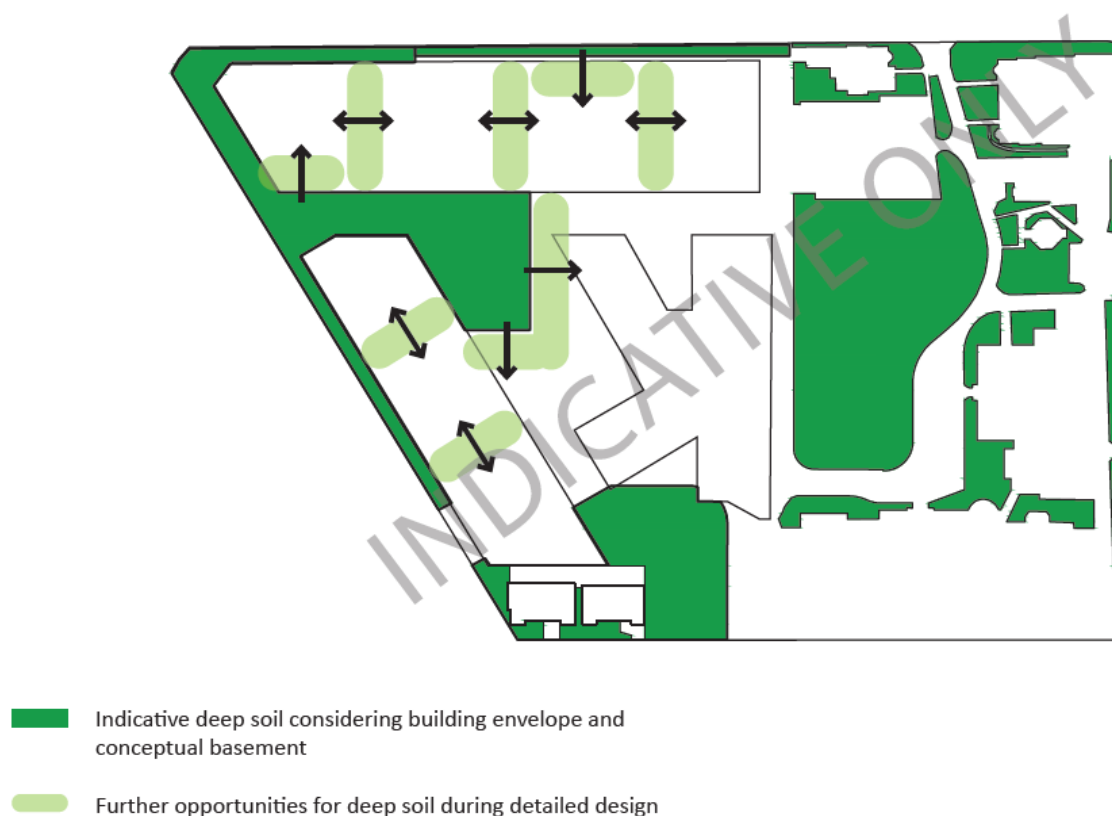 INDICATIVE ONLY
Indicative deep soil considering building envelope and
conceptual basement
Further opportunities for deep soil during detailed design